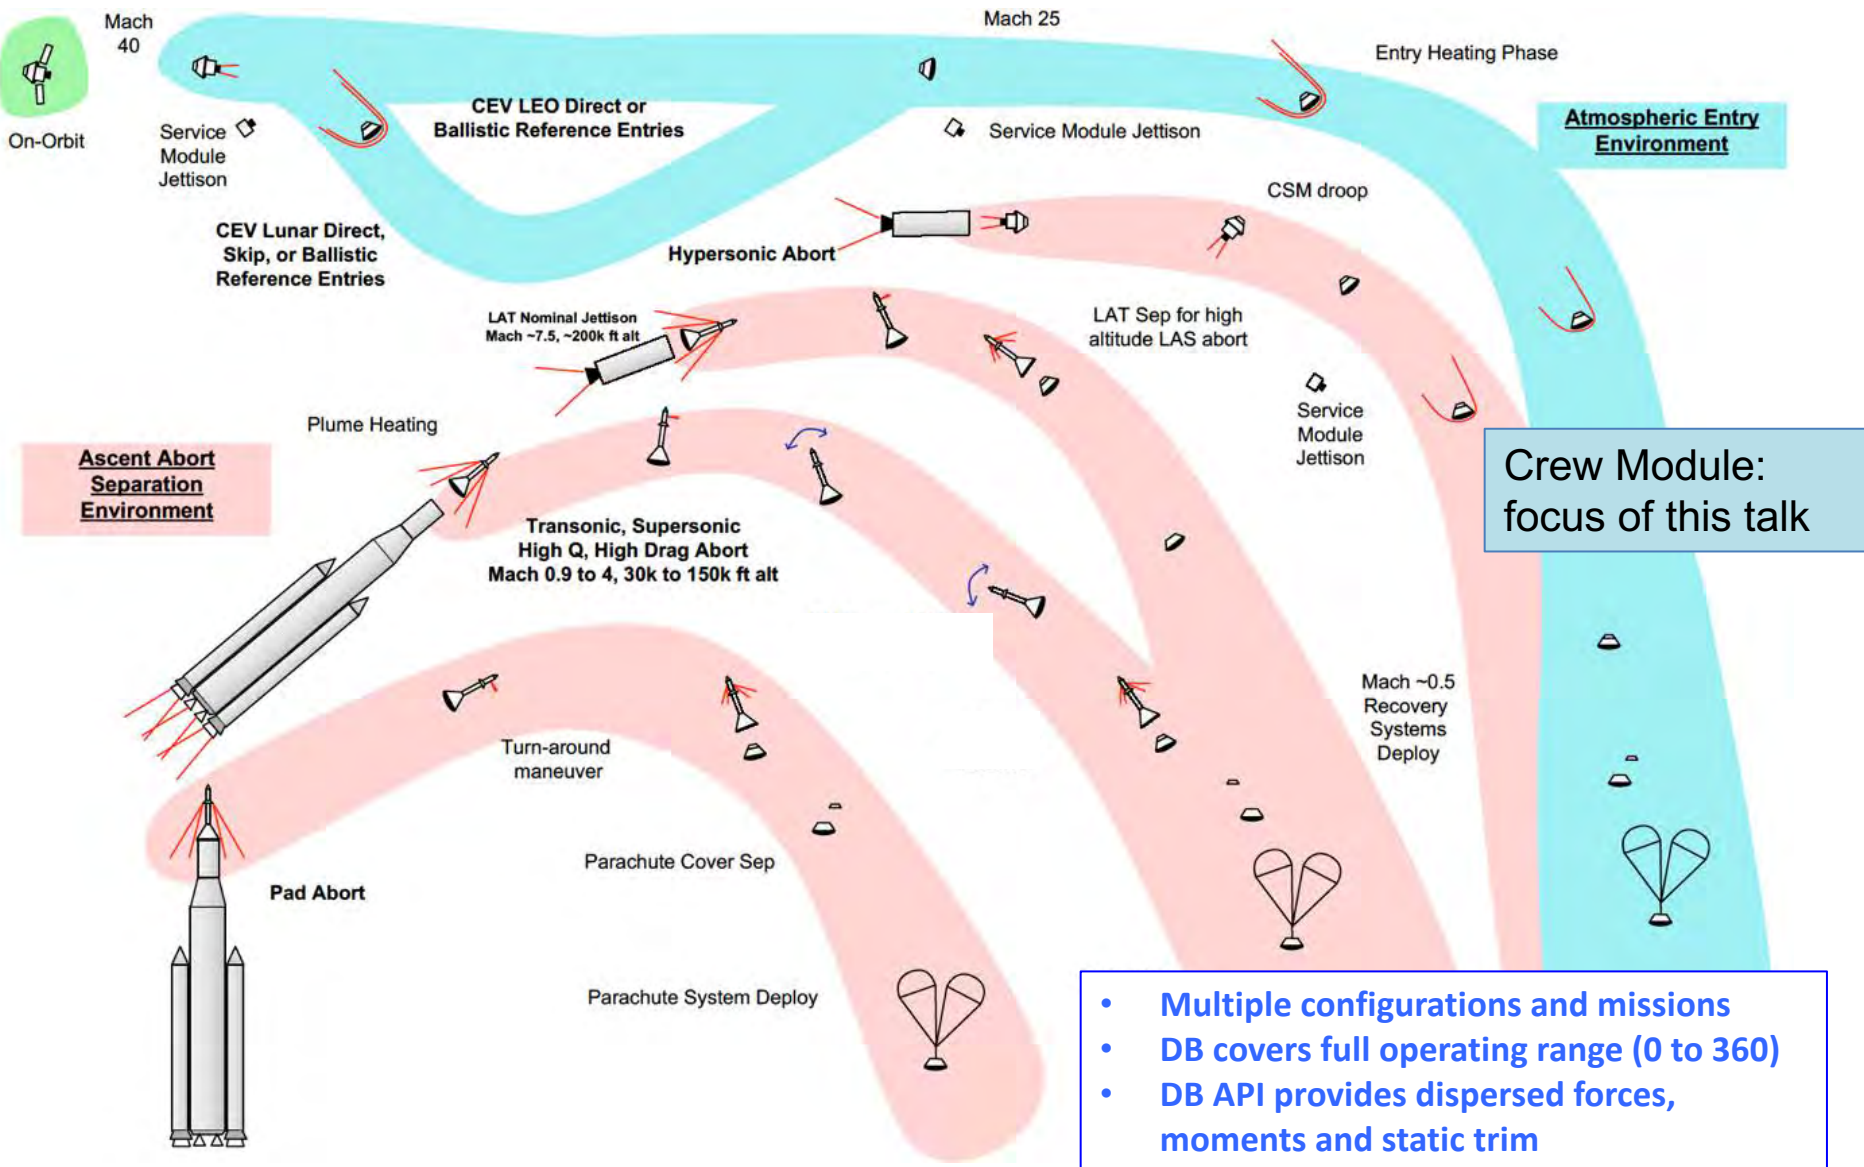 Mach
40
Mach 25
Entry Heating Phase
On-Orbit
Service
Module
Jettison
CEV LEO Direct or
Ballistic Reference Entries
Service Module Jettison
Atmospheric Entry
Environment
CSM droop
CEV Lunar Direct,
Skip, or Ballistic
Reference Entries
Hypersonic Abort
LAT Nominal Jettison
Mach ~7.5, ~200k ft alt
LAT Sep for high
altitude LAS abort
Service
Module
Jettison
Plume Heating
Ascent Abort
Separation
Environment
Crew Module:
focus of this talk
Transonic, Supersonic
High Q, High Drag Abort
Mach 0.9 to 4, 30k to 150k ft alt
Mach ~0.5
Recovery
Systems
Deploy
Turn-around
maneuver
Parachute Cover Sep
Pad Abort
Parachute System Deploy
• Multiple configurations and missions
• DB covers full operating range (0 to 360)
• DB API provides dispersed forces,
moments and static trim